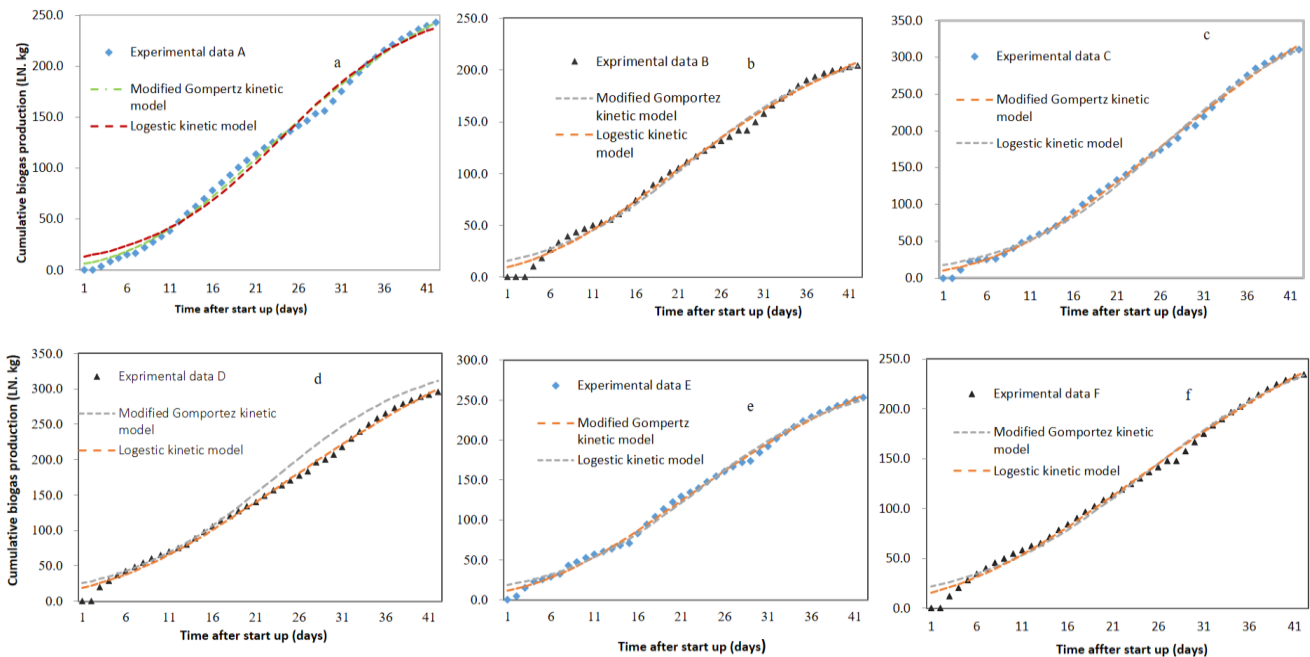 Cumulative biogas production (LN. kg)
250.0
200.0
150.0
100.0
50.0
0.0
Experimental data A
a
Modified Gompertz kinetic
model
Logestic kinetic model
1 6 11 16 21 26 31 36 41
Time after start up (days)
250.0
200.0
150.0
100.0
50.0
0.0
Exprimental data B
b
Modified Gomportez
kinetic model
Logestic kinetic
model
1 6 11 16 21 26 31 36 41
Time after start up (days)
350.0
300.0
250.0
200.0
150.0
100.0
50.0
0.0
c
Experimental data C
Modified Gompertz kinetic
model
Logestic kinetic model
1 6 11 16 21 26 31 36 41
Time after start up (days)
Cumulative biogas production (LN. kg)
350.0
300.0
250.0
200.0
150.0
100.0
50.0
0.0
Exprimental data D
d
Modified Gomportez kinetic
model
Logestic kinetic model
1 6 11 16 21 26 31 36 41
Time after start up (days)
300.0
250.0
200.0
150.0
100.0
50.0
0.0
Experimental data E
e
Modified Gompertz
kinetic model
Logestic kinetic model
1 6 11 16 21 26 31 36 41
Time after start up (days)
250.0
200.0
150.0
100.0
50.0
0.0
Exprimental data F
f
Modified Gomportez kinetic
model
Logestic kinetic model
1 6 11 16 21 26 31 36 41
Time affter start up (days)